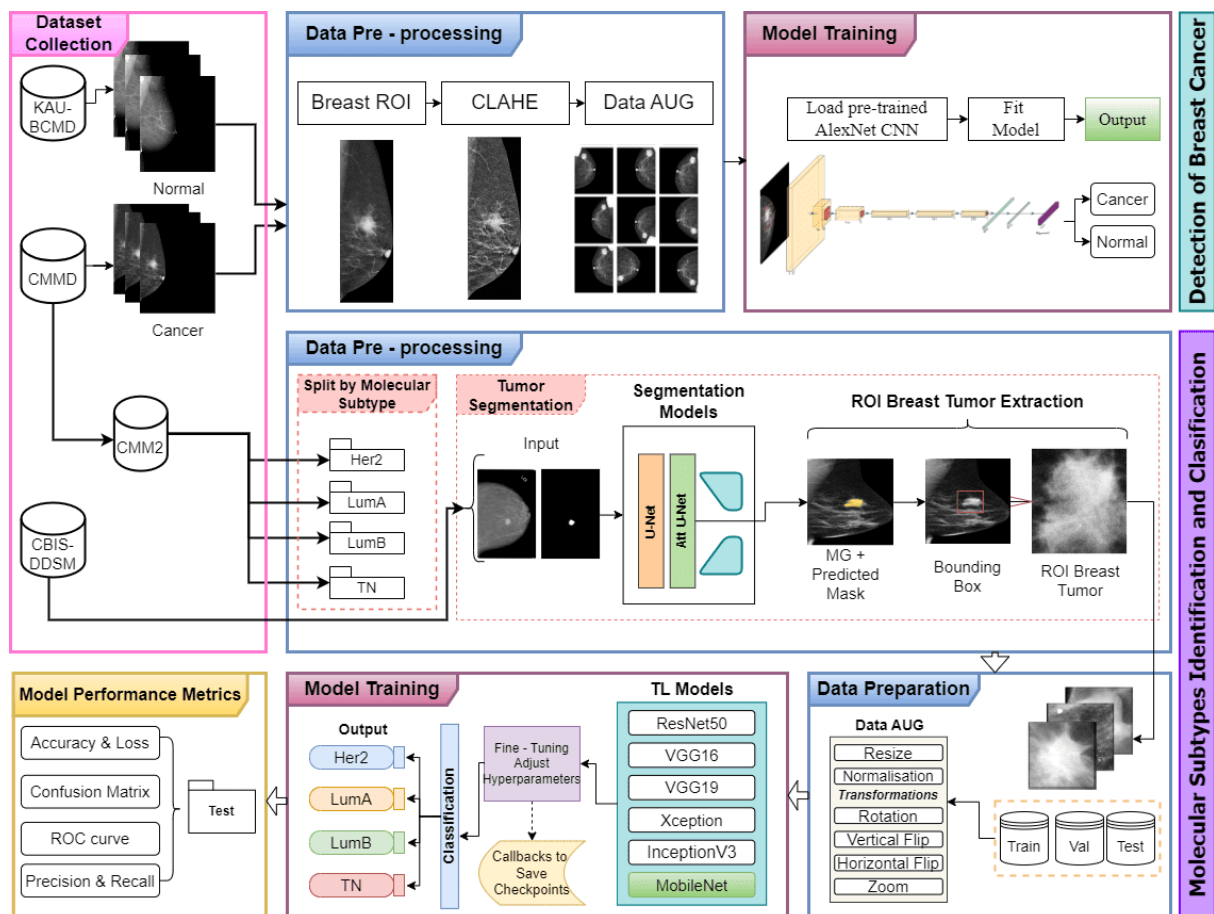 Dataset
Collection
KAU-
BCMD
Normal
CMMD
Cancer
CMM2
CBIS-
DDSM
Data Pre - processing
Breast ROI
CLAHE
Data AUG
Model Training
Load pre-trained
AlexNet CNN
Fit
Model
Output
Cancer
Normal
Detection of Breast Cancer
Data Pre - processing
Split by Molecular
Subtype
Her2
LumA
LumB
TN
Tumor
Segmentation
Input
Segmentation
Models
U-Net
Att U-Net
ROI Breast Tumor Extraction
MG +
Predicted
Mask
Bounding
Box
ROI Breast
Tumor
Molecular Subtypes Identification and Clasification
Data Preparation
Data AUG
Resize
Normalisation
Transformations
Rotation
Vertical Flip
Horizontal Flip
Zoom
Train
Val
Test
Model Training
TL Models
ResNet50
VGG16
VGG19
Xception
InceptionV3
MobileNet
Fine - Tuning
Adjust
Hyperparameters
Callbacks to
Save
Checkpoints
Classification
Output
Her2
LumA
LumB
TN
Model Performance Metrics
Accuracy & Loss
Confusion Matrix
ROC curve
Precision & Recall
Test